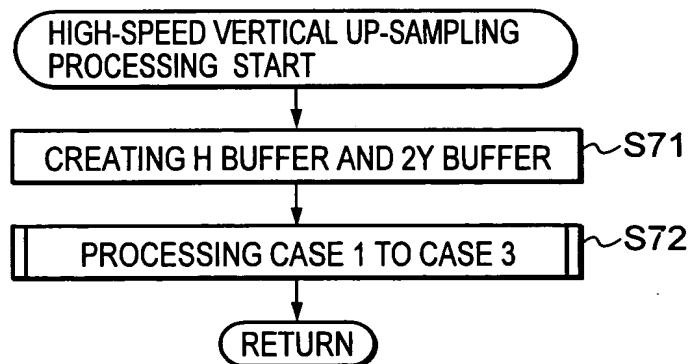 HIGH-SPEED VERTICAL UP-SAMPLING
PROCESSING START
CREATING H BUFFER AND 2Y BUFFER
S71
PROCESSING CASE 1 TO CASE 3
S72
RETURN